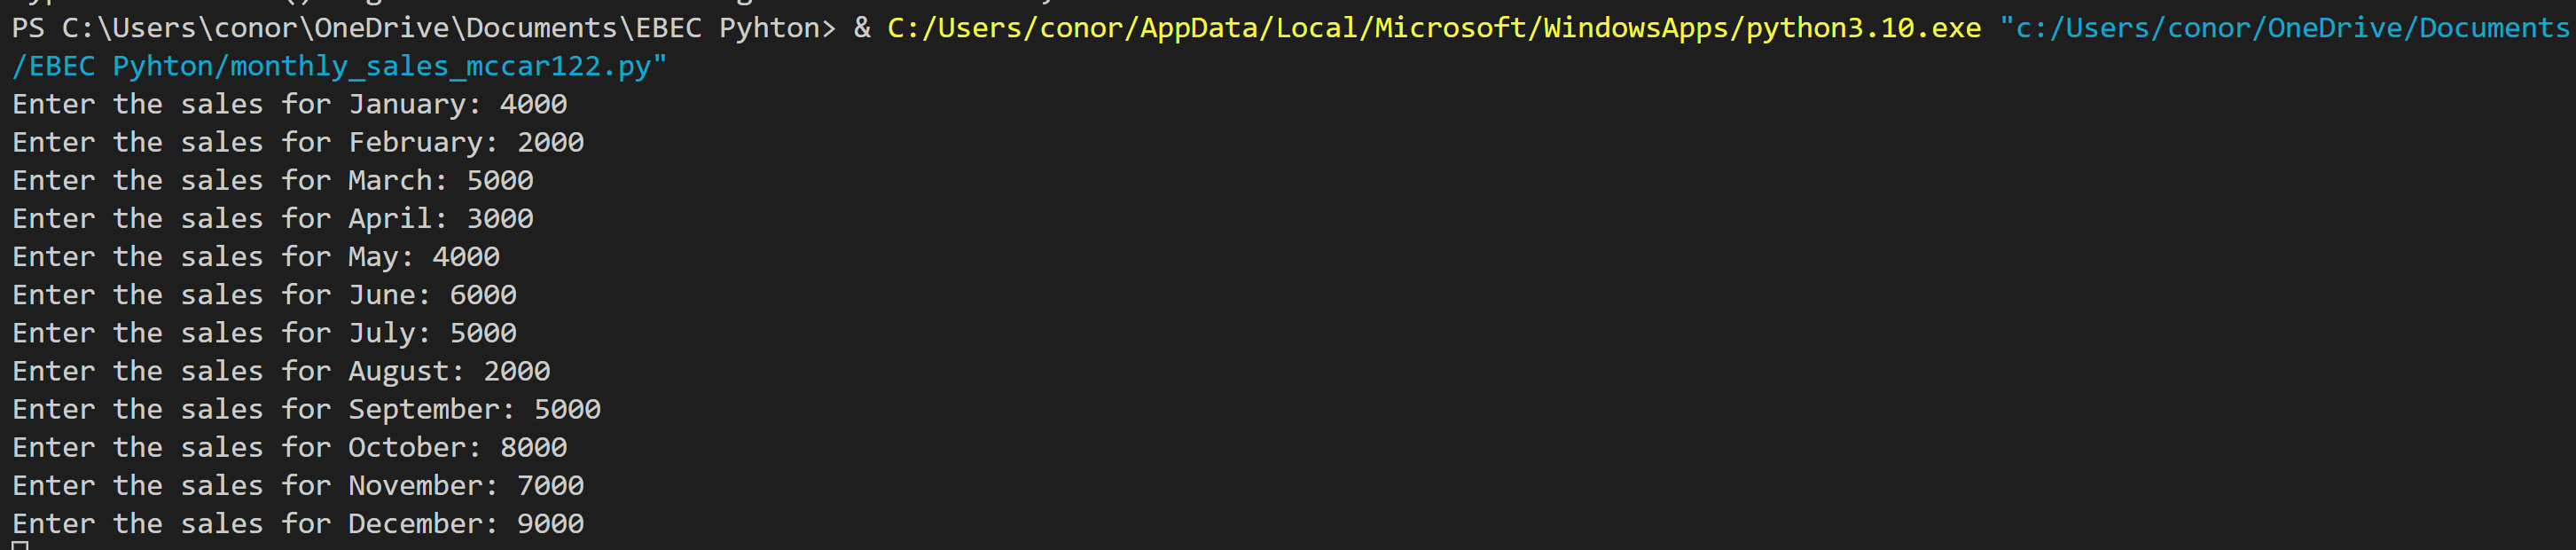 PS C:\Users\conor\OneDrive\Documents\EBEC Pyhton> & C:/Users/conor/AppData/Local/Microsoft/WindowsApps/python3.10.exe "c:/Users/conor/OneDrive/Documents
/EBEC Pyhton/monthly_sales_mccar122.py"
Enter the sales for January: 4000
Enter the sales for February: 2000
Enter the sales for March: 5000
Enter the sales for April: 3000
Enter the sales for May: 4000
Enter the sales for June: 6000
Enter the sales for July: 5000
Enter the sales for August: 2000
Enter the sales for September: 5000
Enter the sales for October: 8000
Enter the sales for November: 7000
Enter the sales for December: 9000